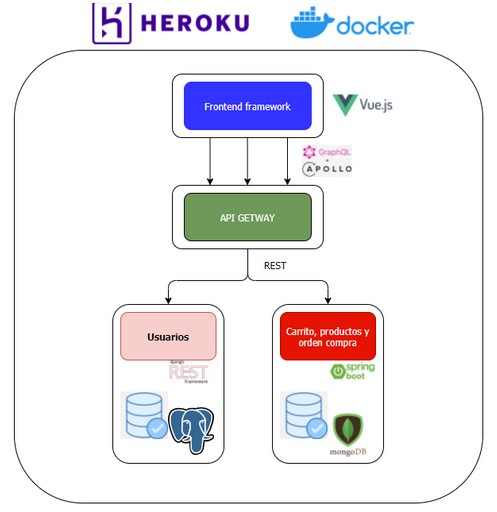 HEROKU
docker
Frontend framework
Vue.js
GraphQL
+
APOLLO
API GETWAY
REST
Usuarios
django
REST
framework
Carrito, productos y
orden compra
spring
boot
mongoDB